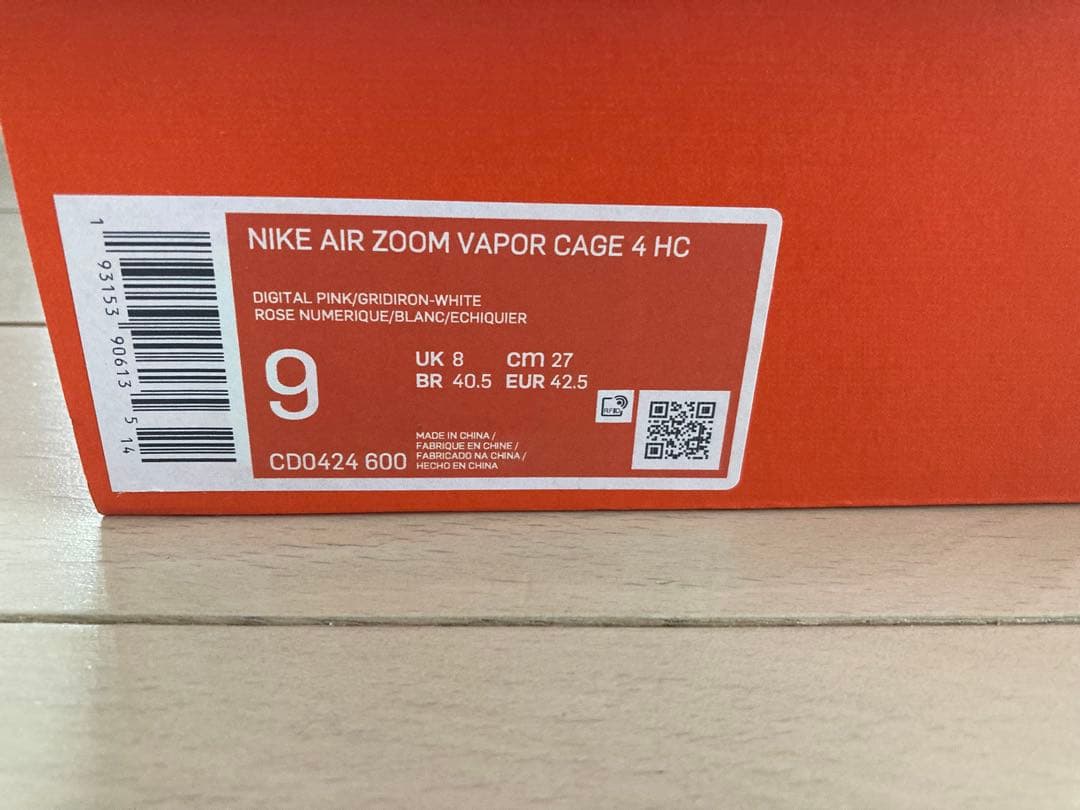 NIKE AIR ZOOM VAPOR CAGE 4 HC
DIGITAL PINK/GRIDIRON-WHITE
ROSE NUMERIQUE/BLANC/ECHIQUIER
9
UK 8 cm 27
BR 40.5 EUR 42.5
RFID
MADE IN CHINA /
FABRIQUE EN CHINE /
FABRICADO NA CHINA /
HECHO EN CHINA
CD0424 600
1 93153 90613 5 14